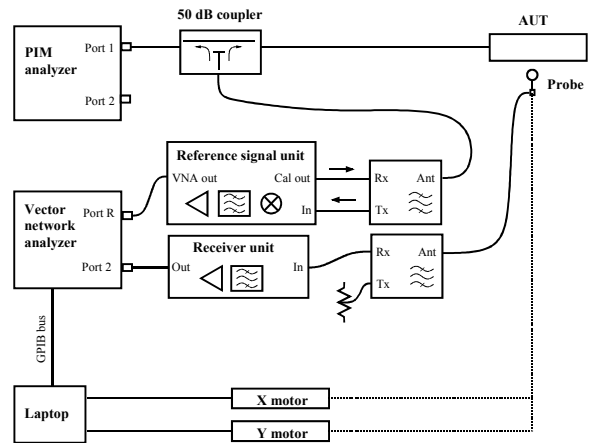 50 dB coupler
AUT
PIM
analyzer
Port 1
Port 2
Probe
Reference signal unit
VNA out
Cal out
In
Rx
Ant
Tx
Vector
network
analyzer
Port R
Port 2
Receiver unit
Out
In
Rx
Ant
Tx
GPIB bus
Laptop
X motor
Y motor